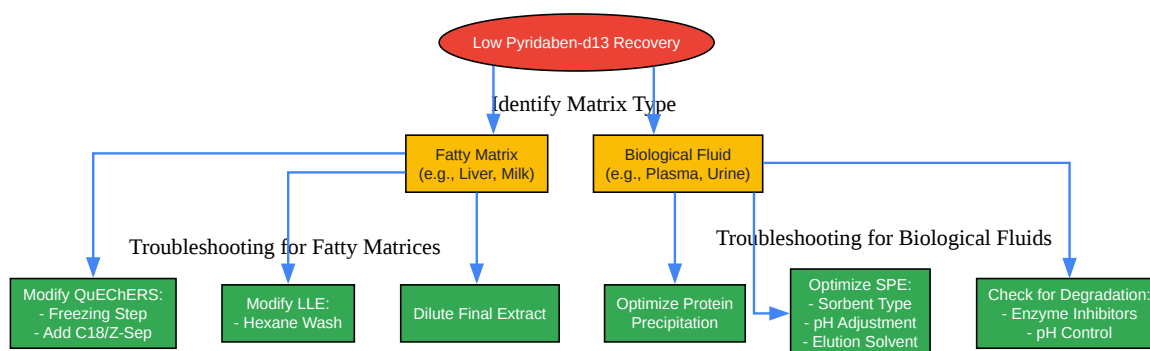 Low Pyridaben-d13 Recovery
Identify Matrix Type
Fatty Matrix
(e.g., Liver, Milk)
Biological Fluid
(e.g., Plasma, Urine)
Troubleshooting for Fatty Matrices
Troubleshooting for Biological Fluids
Modify QuEChERS:
- Freezing Step
- Add C18/Z-Sep
Modify LLE:
- Hexane Wash
Dilute Final Extract
Optimize Protein
Precipitation
Optimize SPE:
- Sorbent Type
- pH Adjustment
- Elution Solvent
Check for Degradation:
- Enzyme Inhibitors
- pH Control